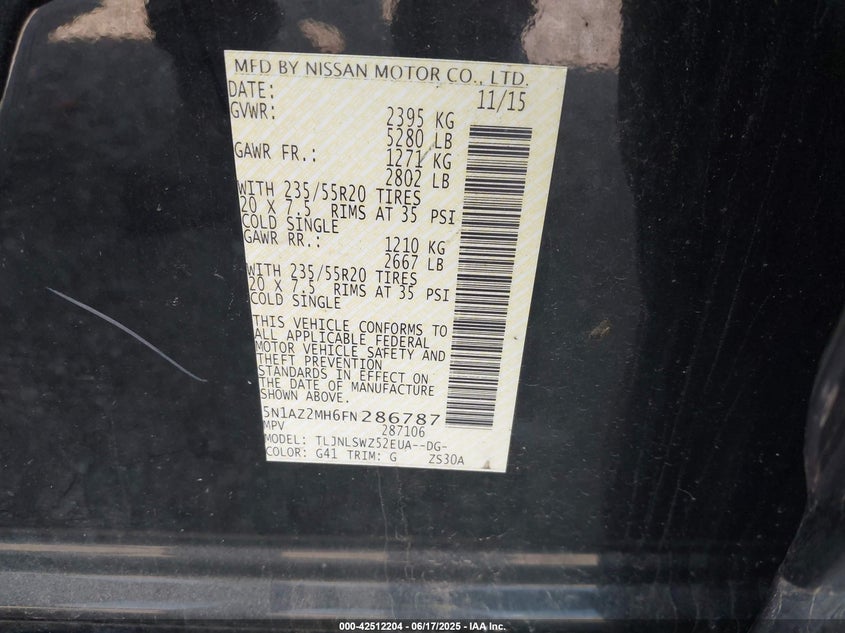 MFD BY NISSAN MOTOR CO., LTD.
DATE: 11/15
GVWR: 2395 KG
5280 LB
GAWR FR.: 1271 KG
2802 LB
WITH 235/55R20 TIRES
20 X 7.5 RIMS AT 35 PSI
COLD SINGLE
GAWR RR.: 1210 KG
2667 LB
WITH 235/55R20 TIRES
20 X 7.5 RIMS AT 35 PSI
COLD SINGLE
THIS VEHICLE CONFORMS TO
ALL APPLICABLE FEDERAL
MOTOR VEHICLE SAFETY AND
THEFT PREVENTION
STANDARDS IN EFFECT ON
THE DATE OF MANUFACTURE
SHOWN ABOVE.
5N1AZ2MH6FN286787
MPV 287106
MODEL: TLJNLSWZ52EUA--DG-
COLOR: G41 TRIM: G ZS30A
000-42512204 - 06/17/2025 - IAA Inc.